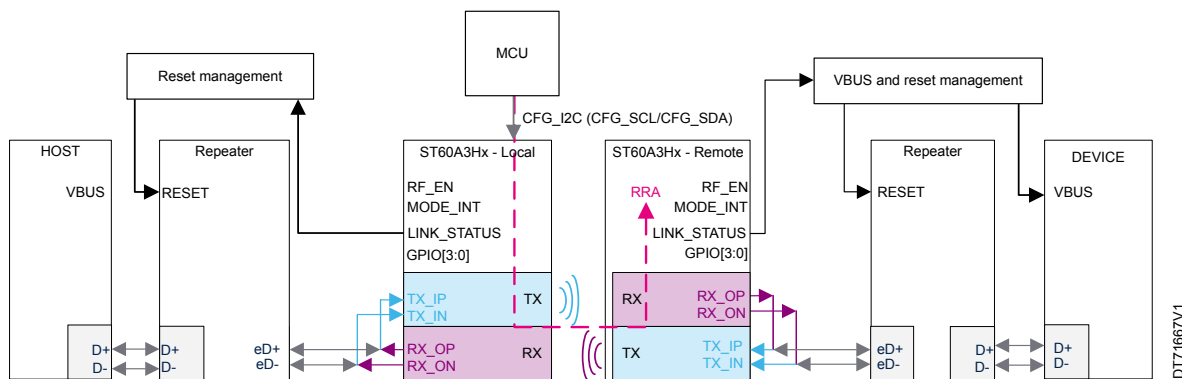 MCU
Reset management
VBUS and reset management
CFG_I2C (CFG_SCL/CFG_SDA)
HOST
VBUS
D+
D-
Repeater
RESET
D+
D-
eD+
eD-
ST60A3Hx - Local
RF_EN
MODE_INT
LINK_STATUS
GPIO[3:0]
TX_IP
TX_IN
TX
RX_OP
RX_ON
RX
ST60A3Hx - Remote
RRA
RF_EN
MODE_INT
LINK_STATUS
GPIO[3:0]
RX
RX_OP
RX_ON
TX
TX_IP
TX_IN
Repeater
RESET
eD+
eD-
D+
D-
DEVICE
VBUS
D+
D-
DT71667V1